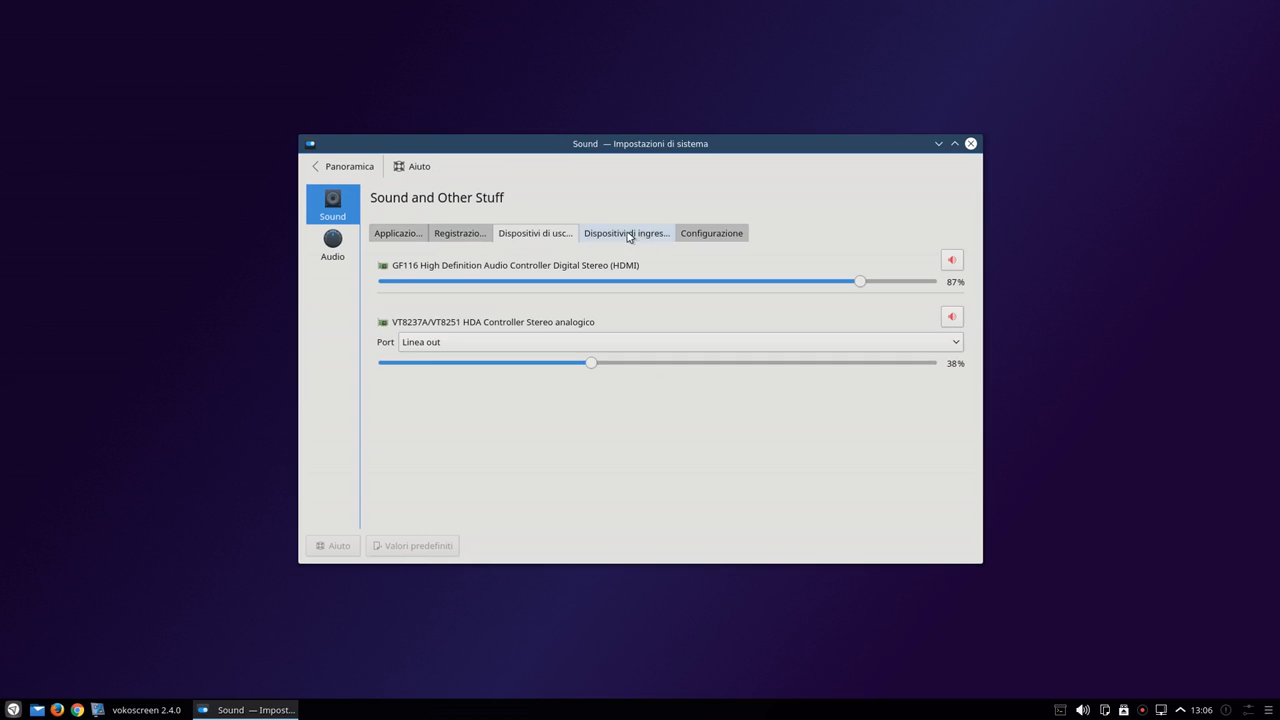 Sound — Impostazioni di sistema
Panoramica
Aiuto
Sound
Audio
Sound and Other Stuff
Applicazio...
Registrazio...
Dispositivi di usc...
Dispositivi di ingres...
Configurazione
GF116 High Definition Audio Controller Digital Stereo (HDMI)
87%
VT8237A/VT8251 HDA Controller Stereo analogico
Port
Linea out
38%
Aiuto
Valori predefiniti
vokoscreen 2.4.0
Sound — Impost...
13:06